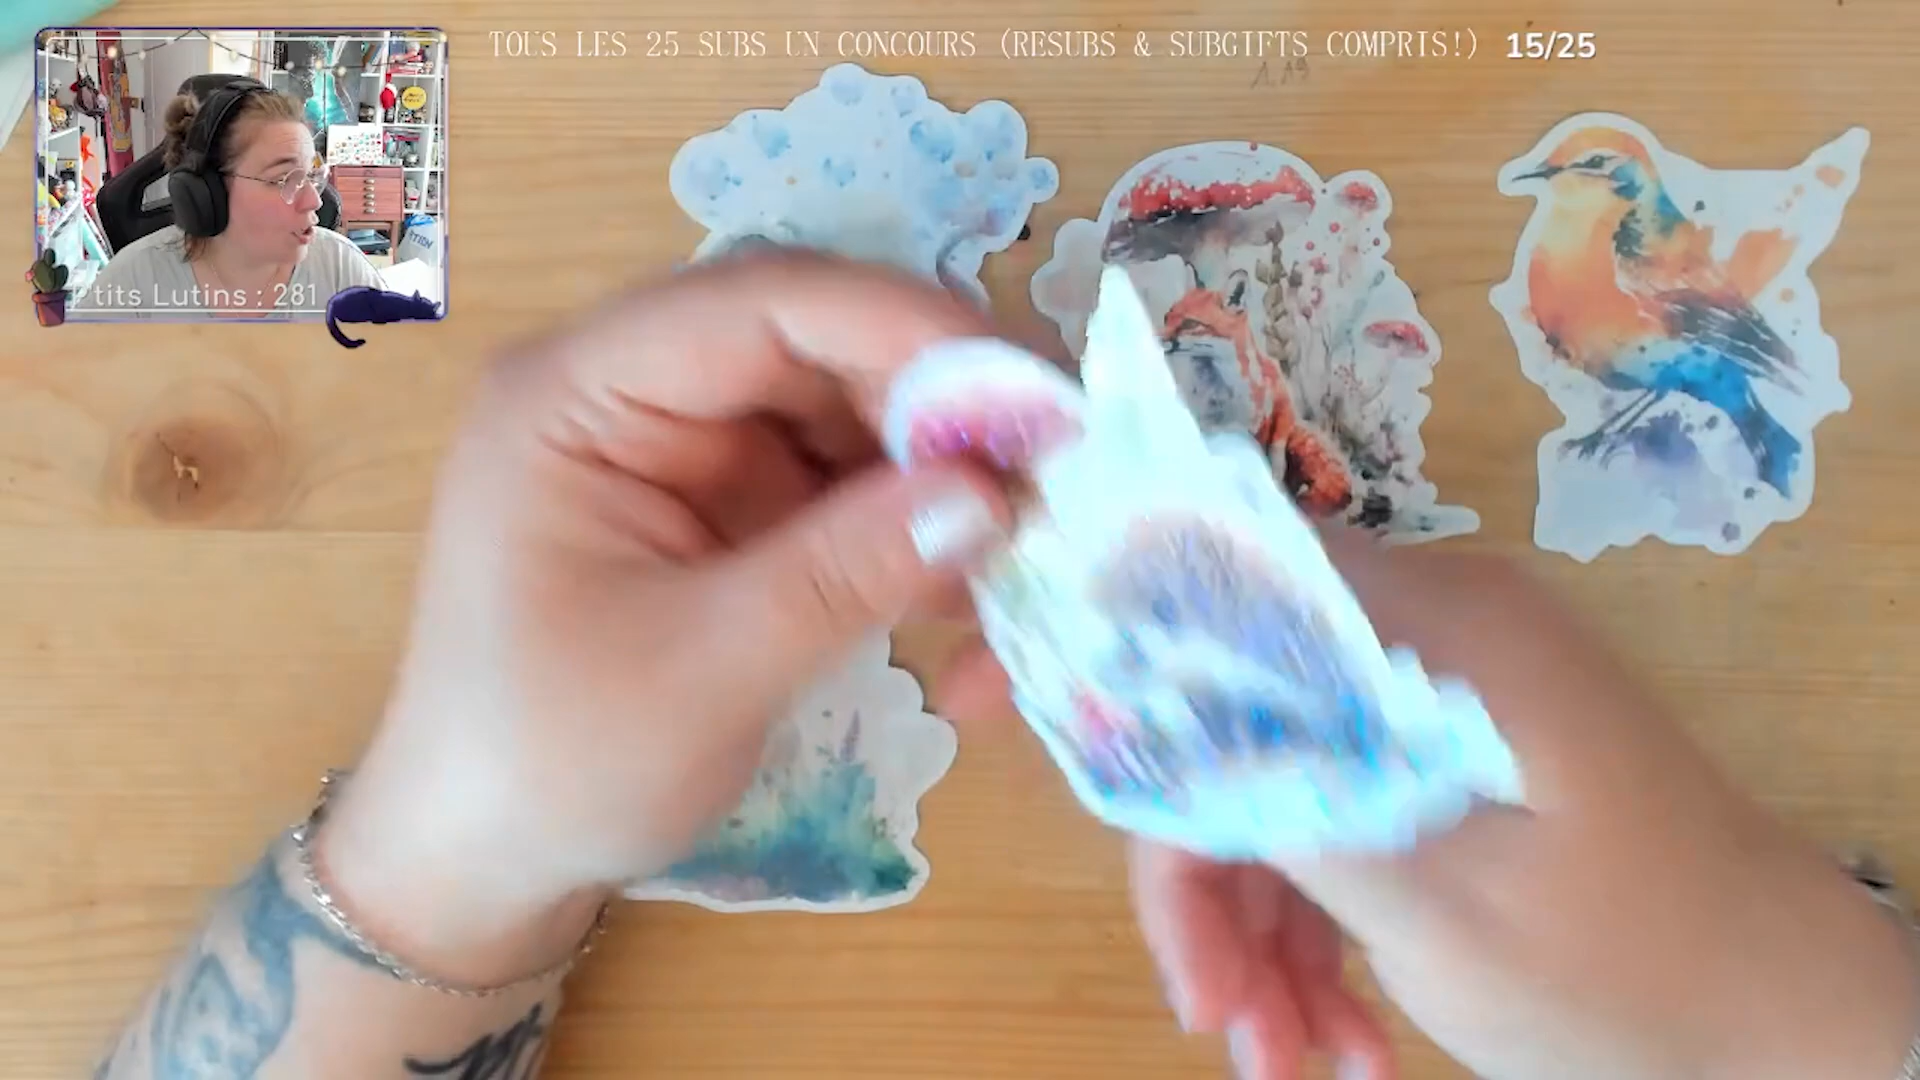 TOUS LES 25 SUBS UN CONCOURS (RESUBS & SUBGIFTS COMPRIS!) 15/25
P'tits Lutins : 281